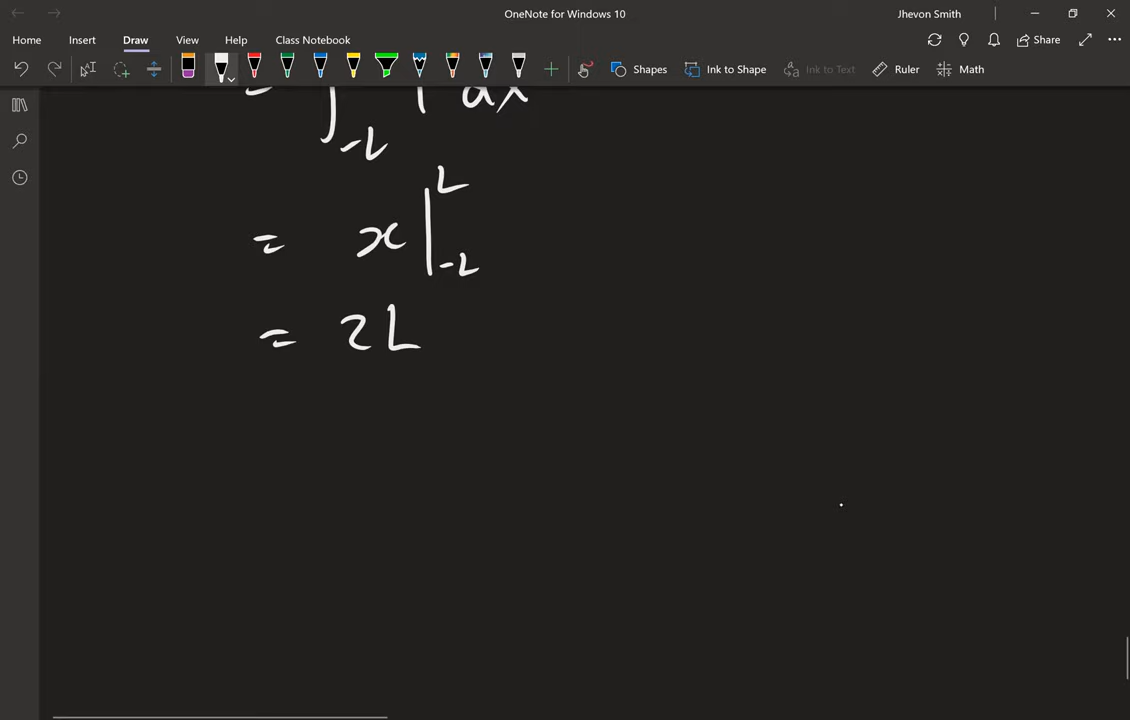 OneNote for Windows 10
Jhevon Smith
Home Insert Draw View Help Class Notebook
Share
Shapes Ink to Shape Ink to Text Ruler Math
= ∫_{-L} 1 dx
= x |_{-L}^{L}
= 2L